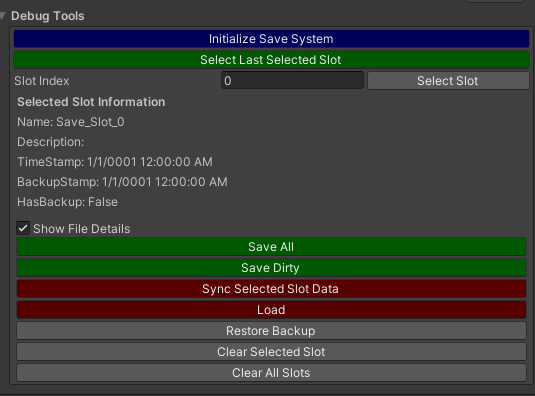 Debug Tools
Initialize Save System
Select Last Selected Slot
Slot Index 0 Select Slot
Selected Slot Information
Name: Save_Slot_0
Description:
TimeStamp: 1/1/0001 12:00:00 AM
BackupStamp: 1/1/0001 12:00:00 AM
HasBackup: False
Show File Details
Save All
Save Dirty
Sync Selected Slot Data
Load
Restore Backup
Clear Selected Slot
Clear All Slots